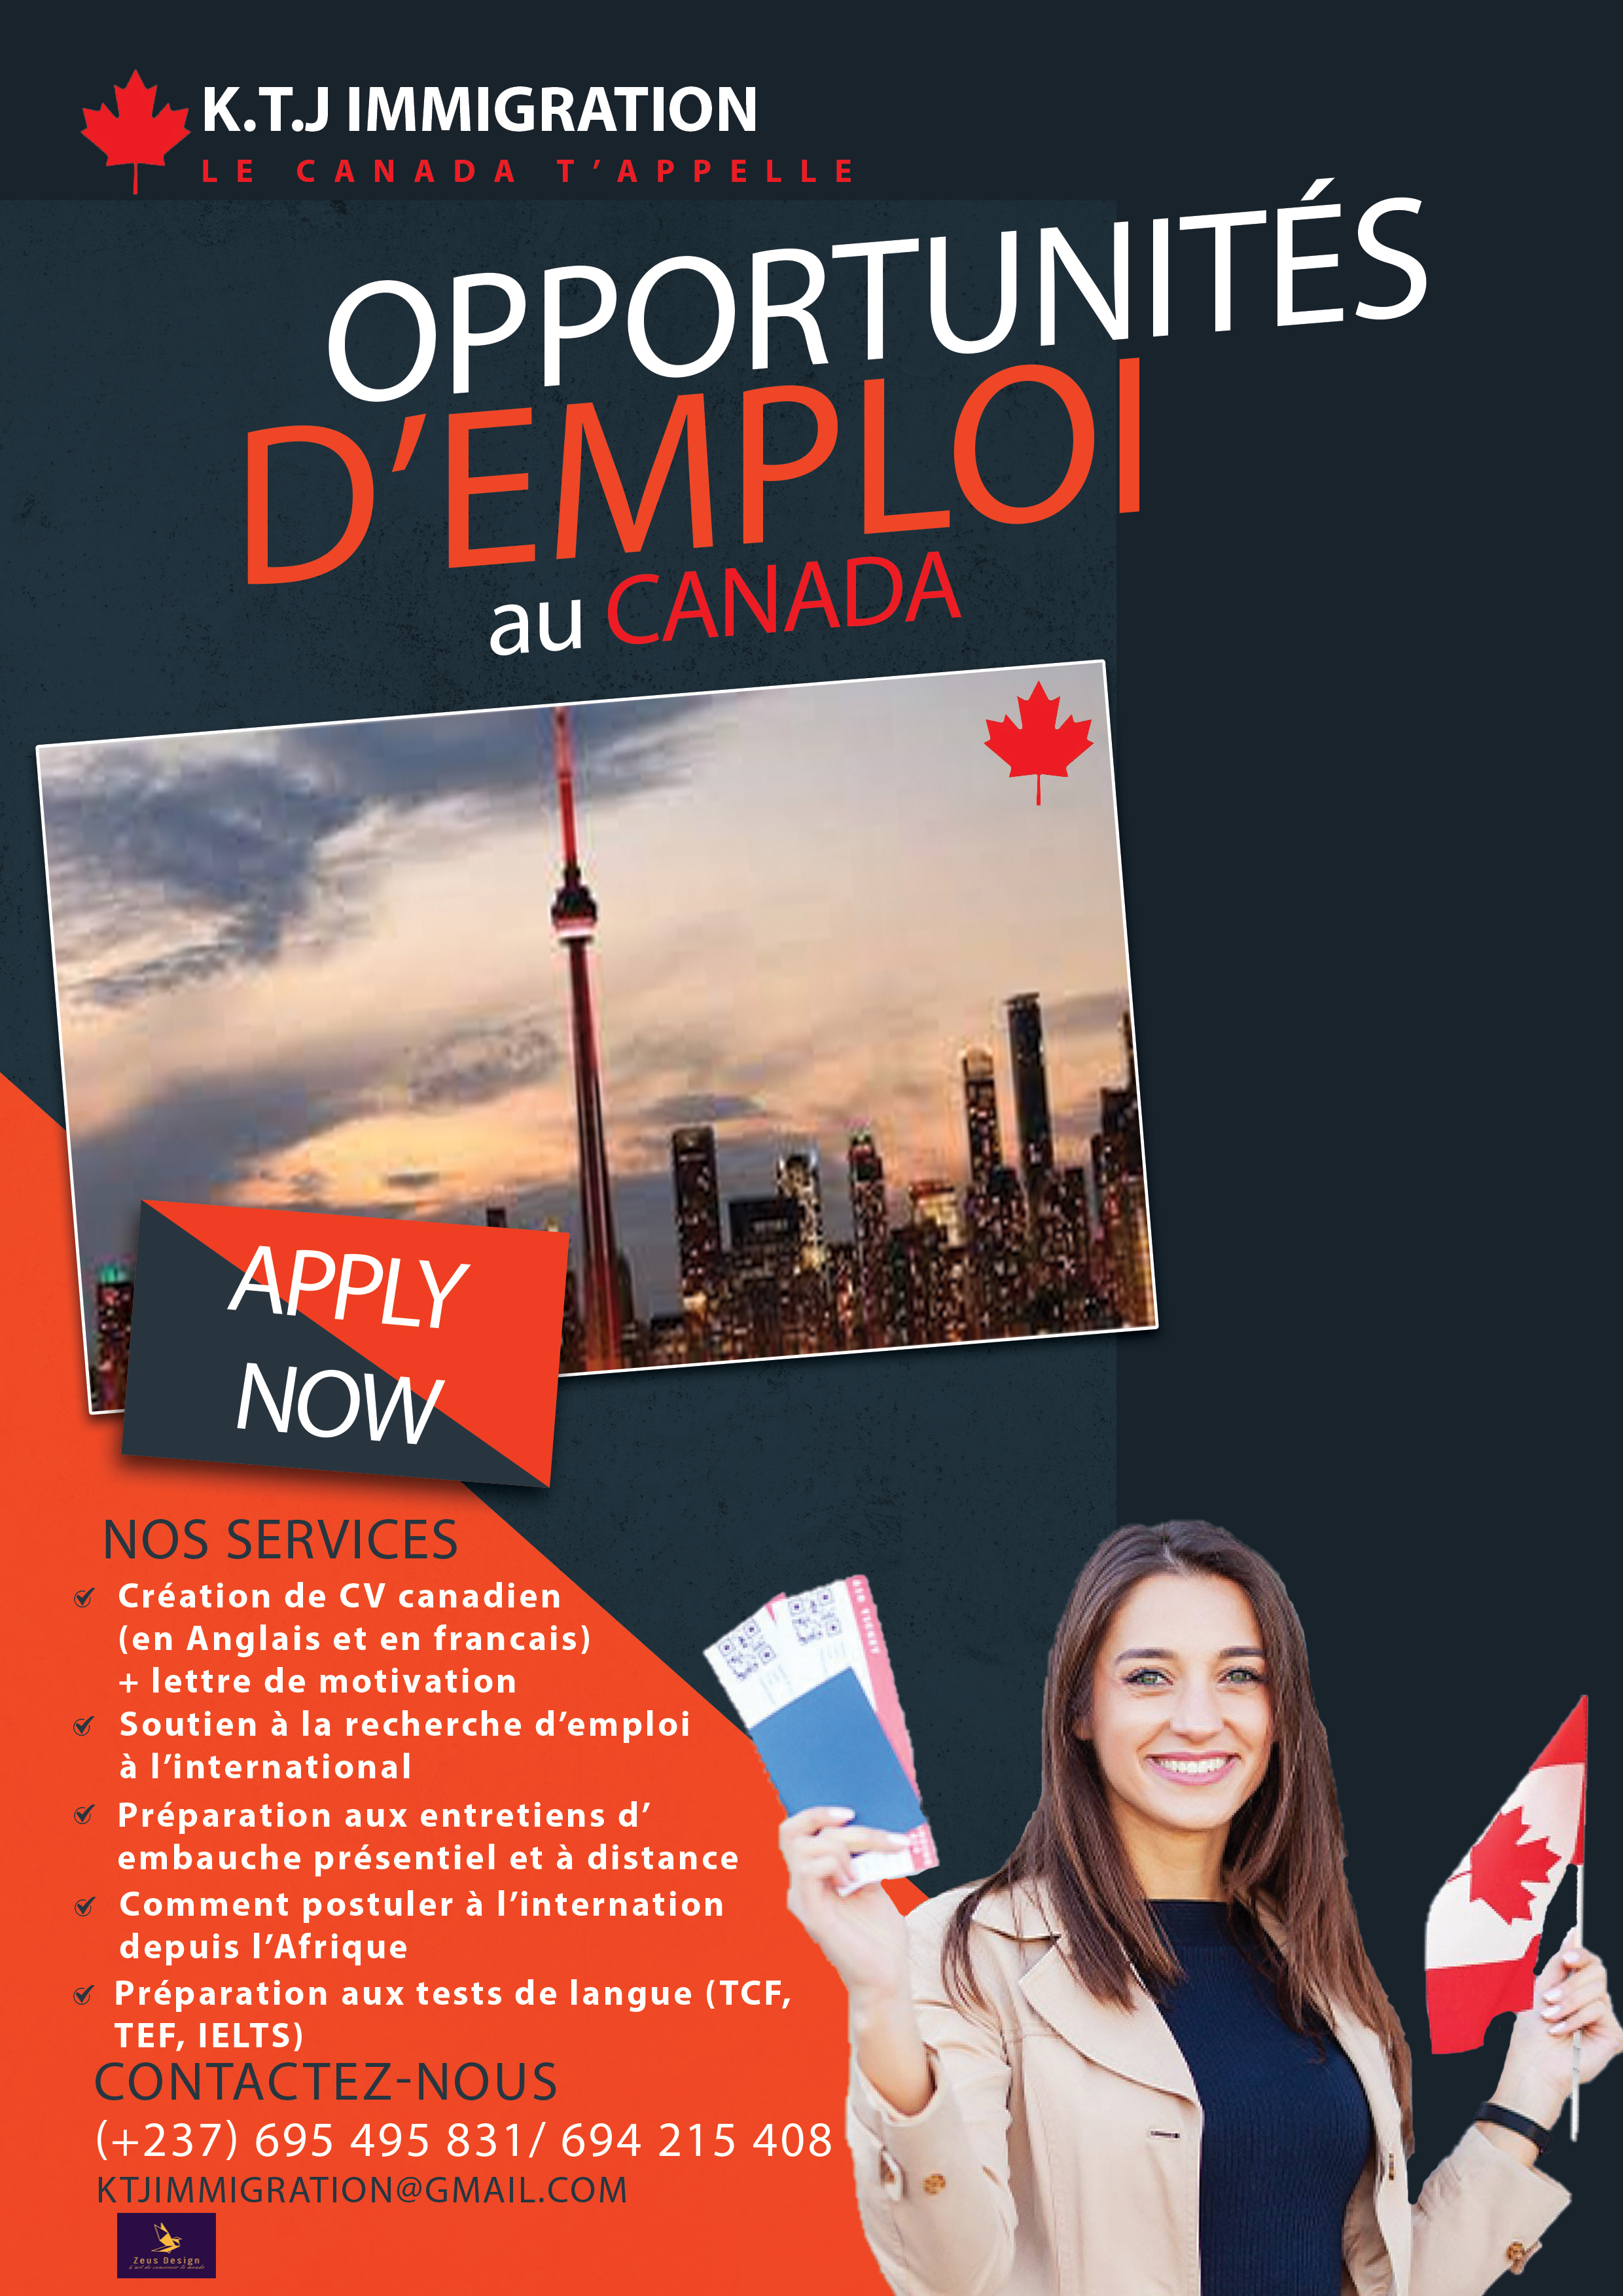 K.T.J IMMIGRATION
LE CANADA T’APPELLE
OPPORTUNITÉS
D’EMPLOI
au CANADA
APPLY
NOW
NOS SERVICES
Création de CV canadien
(en Anglais et en francais)
+ lettre de motivation
Soutien à la recherche d’emploi
à l’international
Préparation aux entretiens d’
embauche présentiel et à distance
Comment postuler à l’internation
depuis l’Afrique
Préparation aux tests de langue (TCF,
TEF, IELTS)
CONTACTEZ-NOUS
(+237) 695 495 831/ 694 215 408
KTJIMMIGRATION@GMAIL.COM
Zeus Design